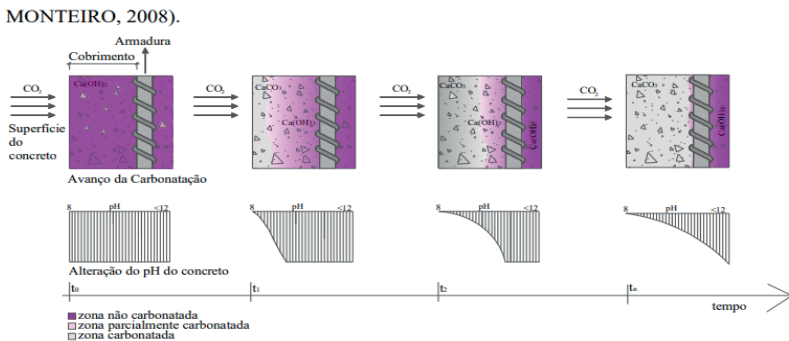 MONTEIRO, 2008).
Armadura
Cobrimento
CO₂
Ca(OH)₂
Superfície
do
concreto
CO₂
CaCO₃
Ca(OH)₂
CO₂
CaCO₃
Ca(OH)₂
Ca(OH)₂
CO₂
CaCO₃
Ca(OH)₂
Avanço da Carbonatação
8 pH <12
8 pH <12
8 pH <12
8 pH <12
Alteração do pH do concreto
t₀
t₁
t₂
tₙ
tempo
zona não carbonatada
zona parcialmente carbonatada
zona carbonatada